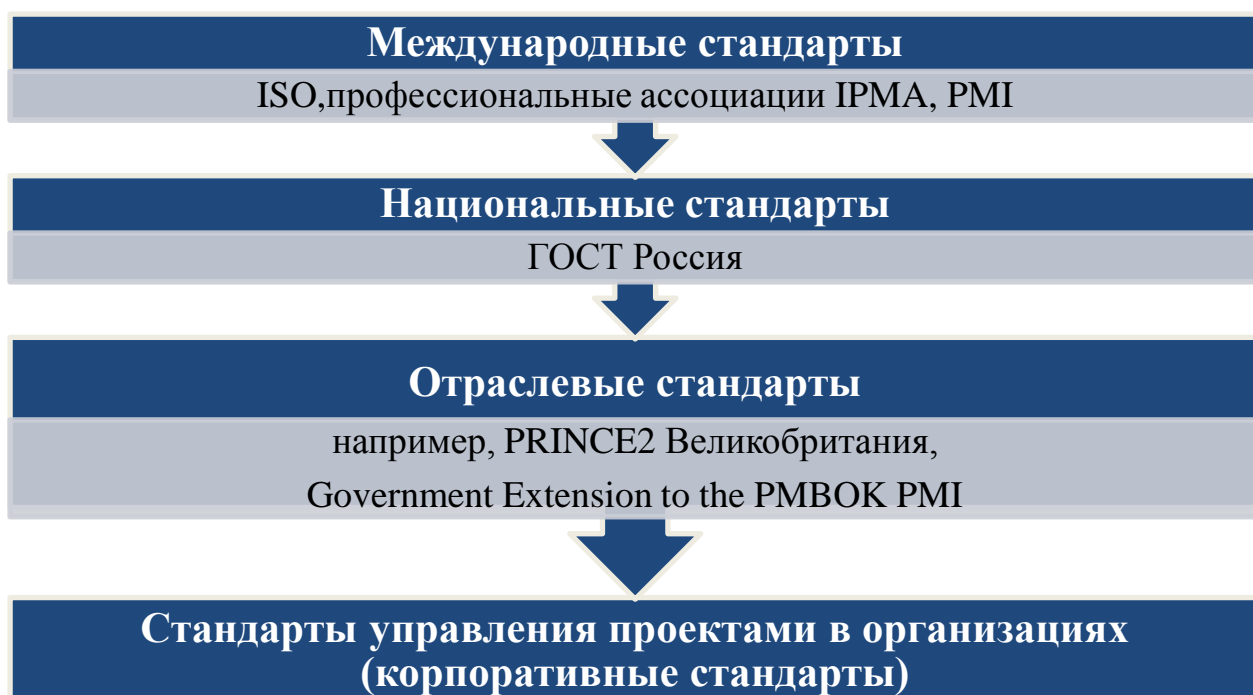 Международные стандарты
ISO,профессиональные ассоциации IPMA, PMI
Национальные стандарты
ГОСТ Россия
Отраслевые стандарты
например, PRINCE2 Великобритания,
Government Extension to the PMBOK PMI
Стандарты управления проектами в организациях
(корпоративные стандарты)